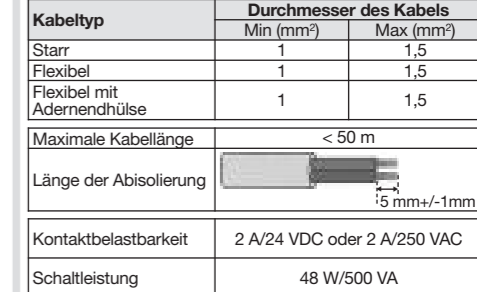 Kabeltyp
Durchmesser des Kabels
Min (mm²) Max (mm²)
Starr 1 1,5
Flexibel 1 1,5
Flexibel mit
Adernendhülse 1 1,5
Maximale Kabellänge < 50 m
Länge der Abisolierung
5 mm+/-1mm
Kontaktbelastbarkeit 2 A/24 VDC oder 2 A/250 VAC
Schaltleistung 48 W/500 VA